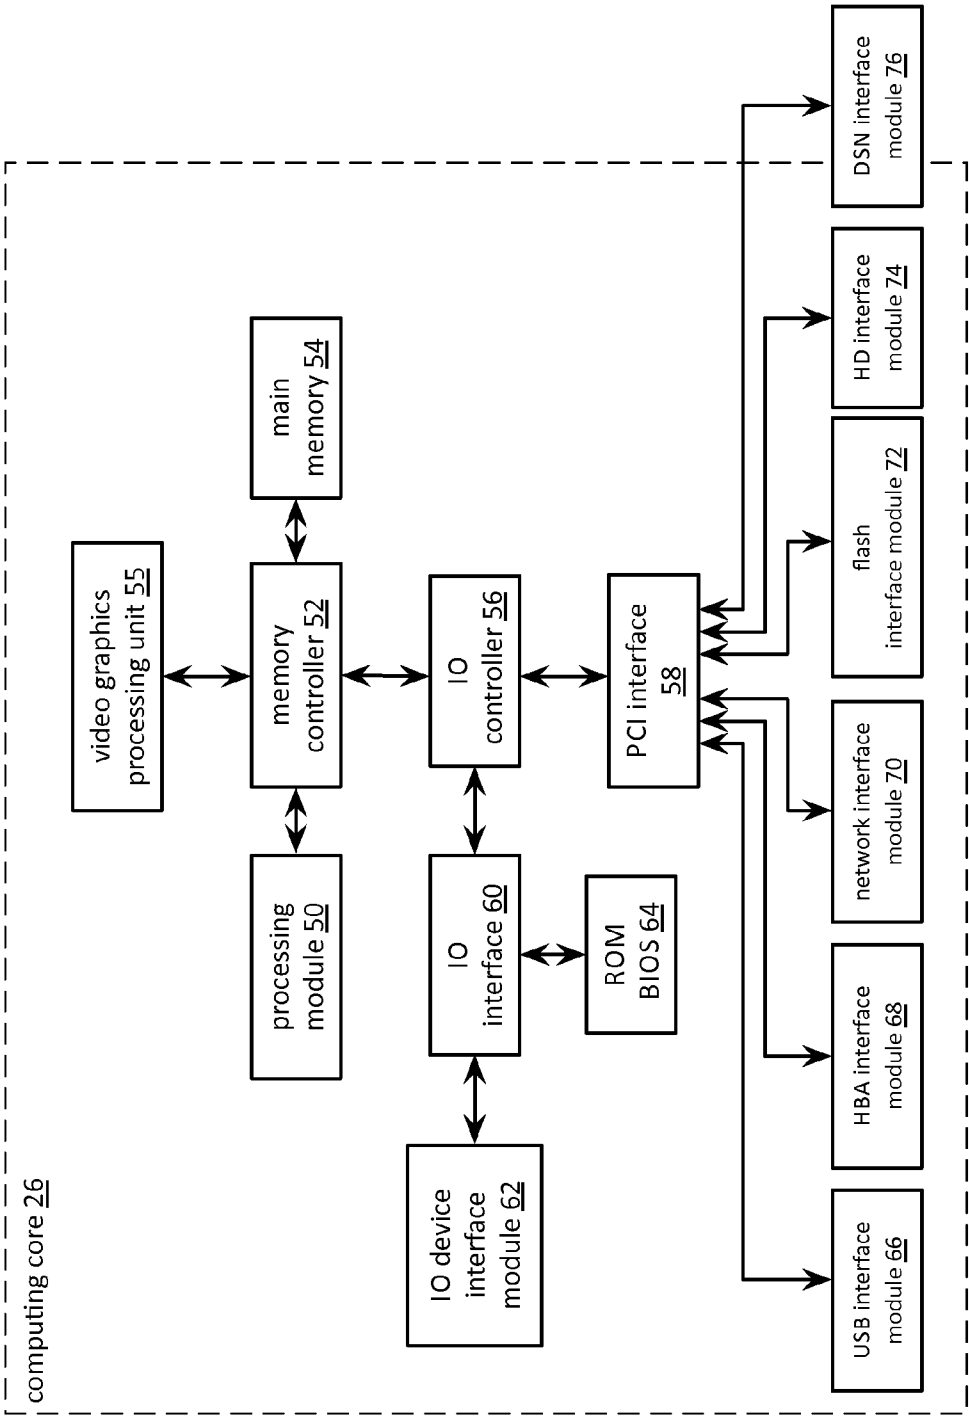 computing core 26
video graphics
processing unit 55
processing
module 50
memory
controller 52
main
memory 54
IO device
interface
module 62
IO
interface 60
IO
controller 56
ROM
BIOS 64
PCI interface
58
USB interface
module 66
HBA interface
module 68
network interface
module 70
flash
interface module 72
HD interface
module 74
DSN interface
module 76